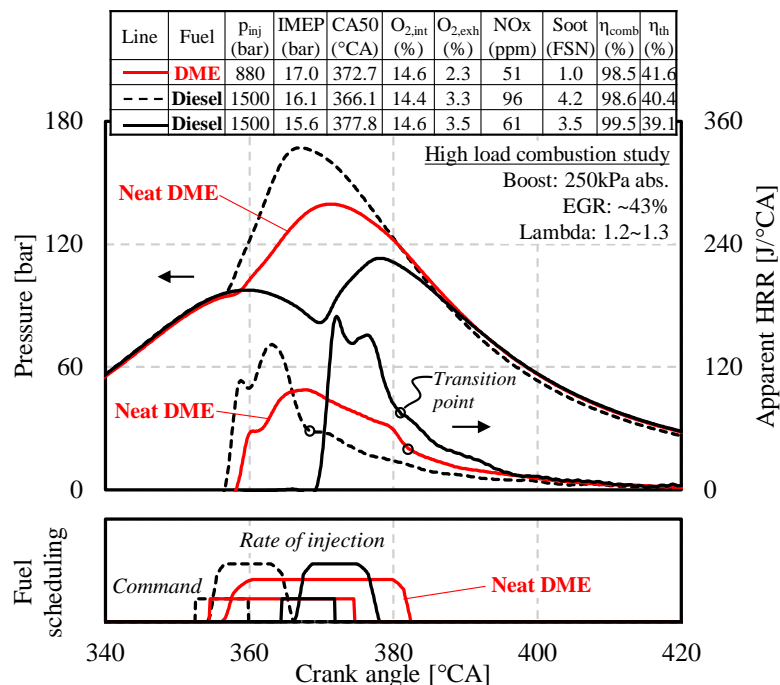 Line Fuel p_inj (bar) IMEP (bar) CA50 (°CA) O_2,int (%) O_2,exh (%) NOx (ppm) Soot (FSN) η_comb (%) η_th (%)
DME 880 17.0 372.7 14.6 2.3 51 1.0 98.5 41.6
Diesel 1500 16.1 366.1 14.4 3.3 96 4.2 98.6 40.4
Diesel 1500 15.6 377.8 14.6 3.5 61 3.5 99.5 39.1
180
120
60
0
Pressure [bar]
360
240
120
0
Apparent HRR [J/°CA]
High load combustion study
Boost: 250kPa abs.
EGR: ~43%
Lambda: 1.2~1.3
Neat DME
Neat DME
Transition
point
Fuel
scheduling
Rate of injection
Command
Neat DME
340 360 380 400 420
Crank angle [°CA]